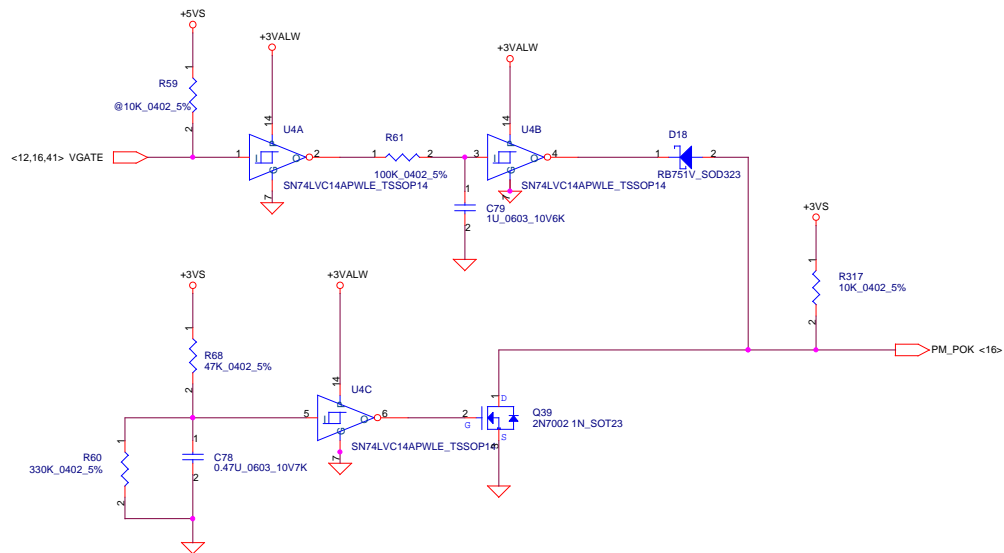 +5VS
+3VALW
+3VALW
1
R59
@10K_0402_5%
2
14
U4A
R61
14
U4B
D18
<12,16,41> VGATE
1
2
1
2
3
4
1
2
100K_0402_5%
RB751V_SOD323
SN74LVC14APWLE_TSSOP14
SN74LVC14APWLE_TSSOP14
7
7
1
C79
1U_0603_10V6K
2
+3VS
+3VS
+3VALW
1
R317
10K_0402_5%
2
1
R68
47K_0402_5%
2
PM_POK <16>
14
U4C
1
D
5
6
2
G
S
Q39
2N7002 1N_SOT23
3
SN74LVC14APWLE_TSSOP14
7
1
R60
330K_0402_5%
2
1
C78
0.47U_0603_10V7K
2